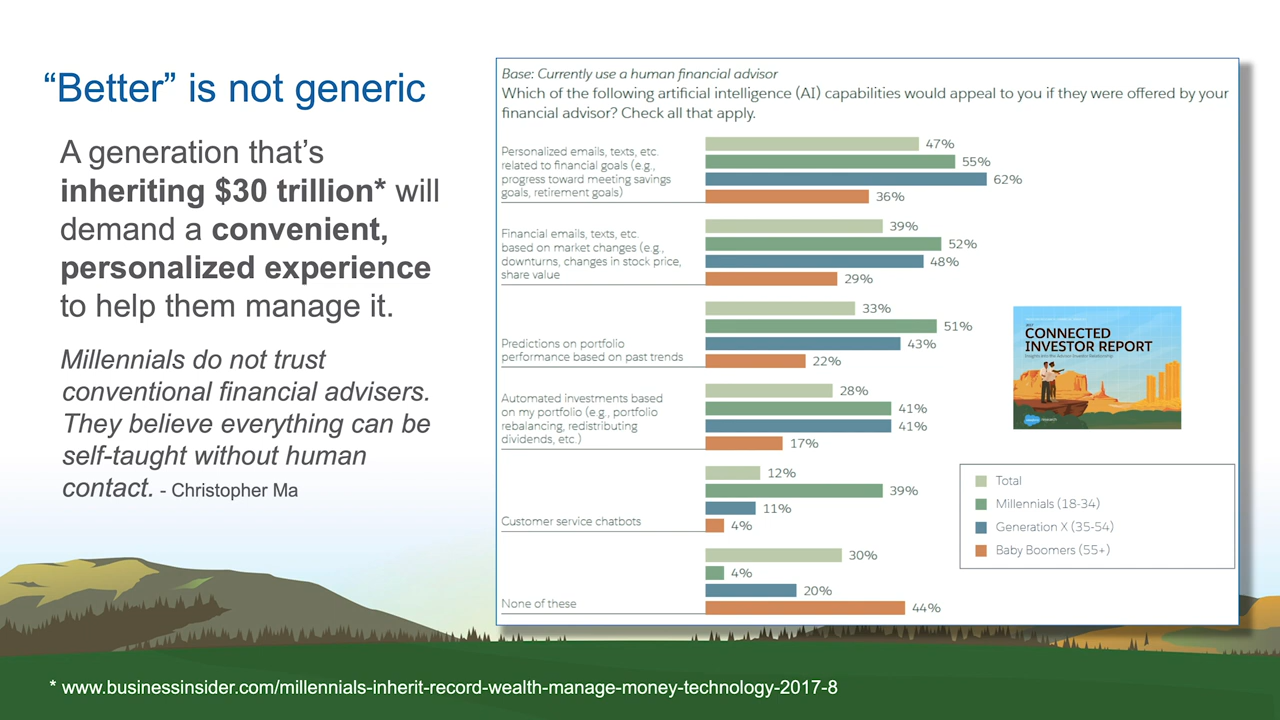 “Better” is not generic
A generation that’s
inheriting $30 trillion* will
demand a convenient,
personalized experience
to help them manage it.
Millennials do not trust
conventional financial advisers.
They believe everything can be
self-taught without human
contact. - Christopher Ma
Base: Currently use a human financial advisor
Which of the following artificial intelligence (AI) capabilities would appeal to you if they were offered by your
financial advisor? Check all that apply.
Personalized emails, texts, etc.
related to financial goals (e.g.,
progress toward meeting savings
goals, retirement goals)
47%
55%
62%
36%
Financial emails, texts, etc.
based on market changes (e.g.,
downturns, changes in stock price,
share value
39%
52%
48%
29%
Predictions on portfolio
performance based on past trends
33%
51%
43%
22%
Automated investments based
on my portfolio (e.g., portfolio
rebalancing, redistributing
dividends, etc.)
28%
41%
41%
17%
Customer service chatbots
12%
39%
11%
4%
None of these
30%
4%
20%
44%
2017
CONNECTED
INVESTOR REPORT
Insights into the Advisor-Investor Relationship
Total
Millennials (18-34)
Generation X (35-54)
Baby Boomers (55+)
* www.businessinsider.com/millennials-inherit-record-wealth-manage-money-technology-2017-8